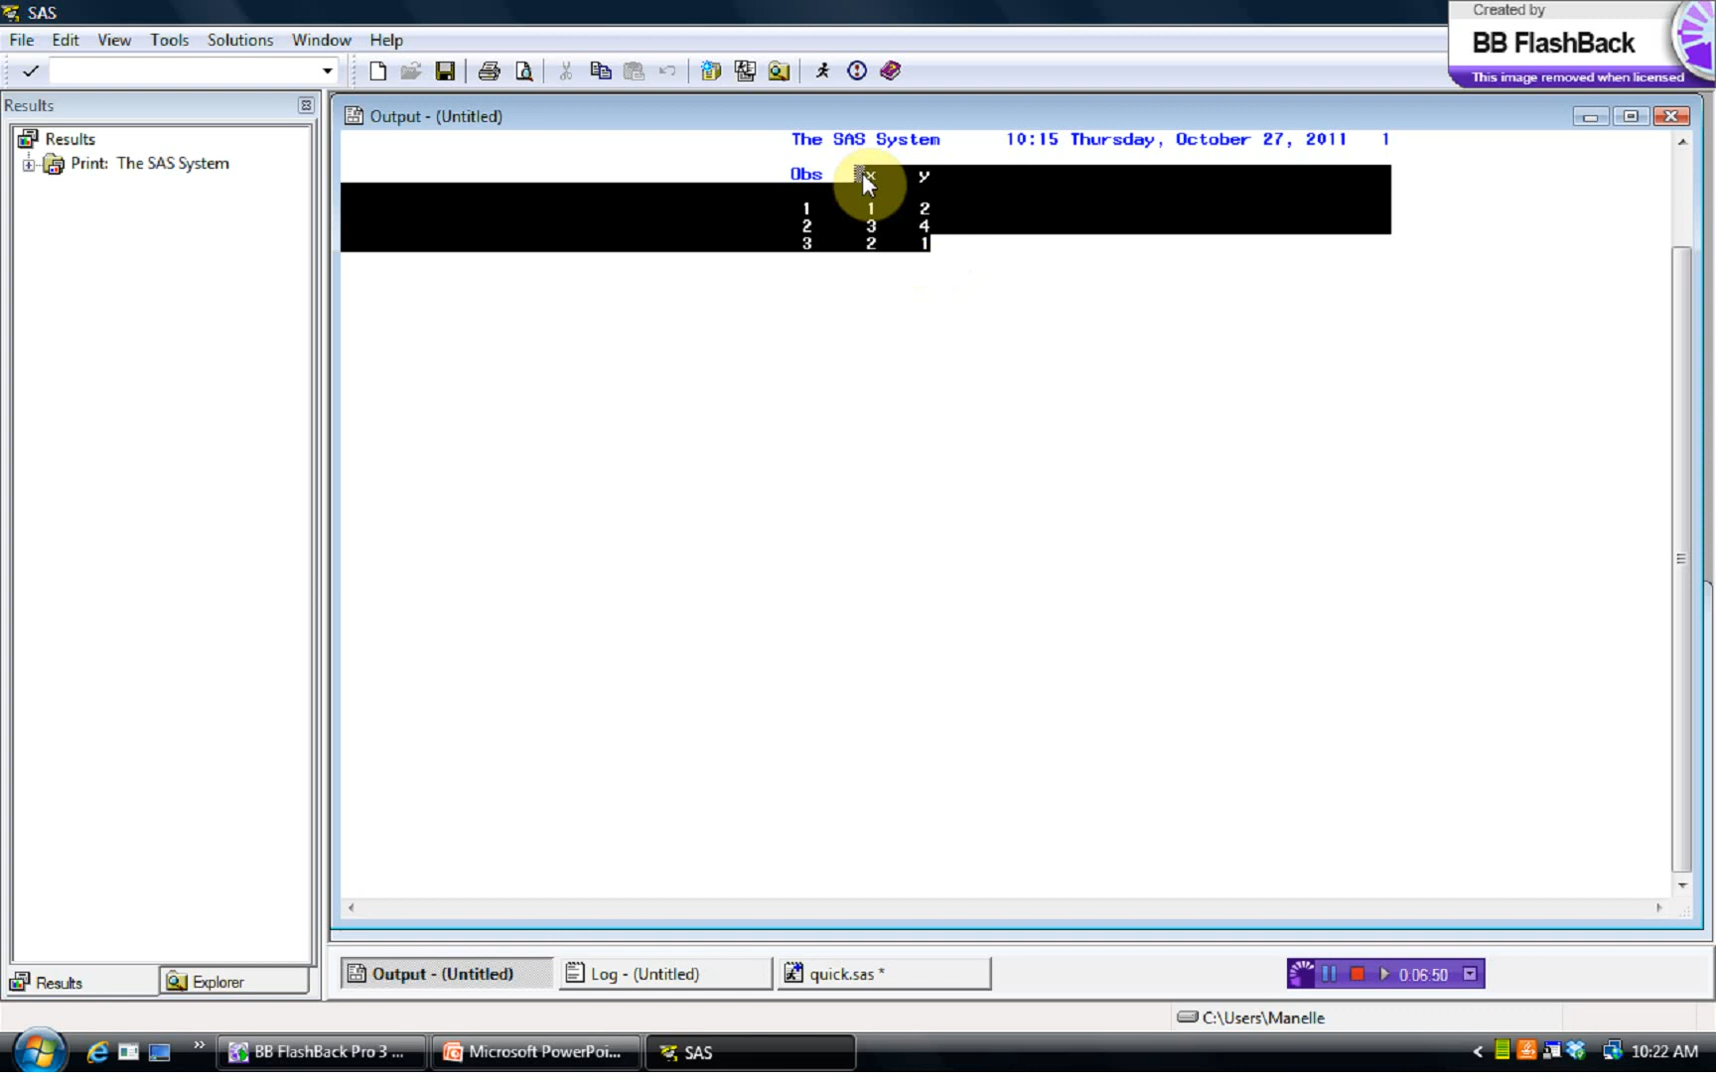 SAS
Created by
BB FlashBack
This image removed when licensed
File Edit View Tools Solutions Window Help
Results
Results
Print: The SAS System
Output - (Untitled)
The SAS System 10:15 Thursday, October 27, 2011 1
Obs x y
1 1 2
2 3 4
3 2 1
Results Explorer
Output - (Untitled) Log - (Untitled) quick.sas *
0:06:50
C:\Users\Manelle
BB FlashBack Pro 3 ... Microsoft PowerPoi... SAS
10:22 AM